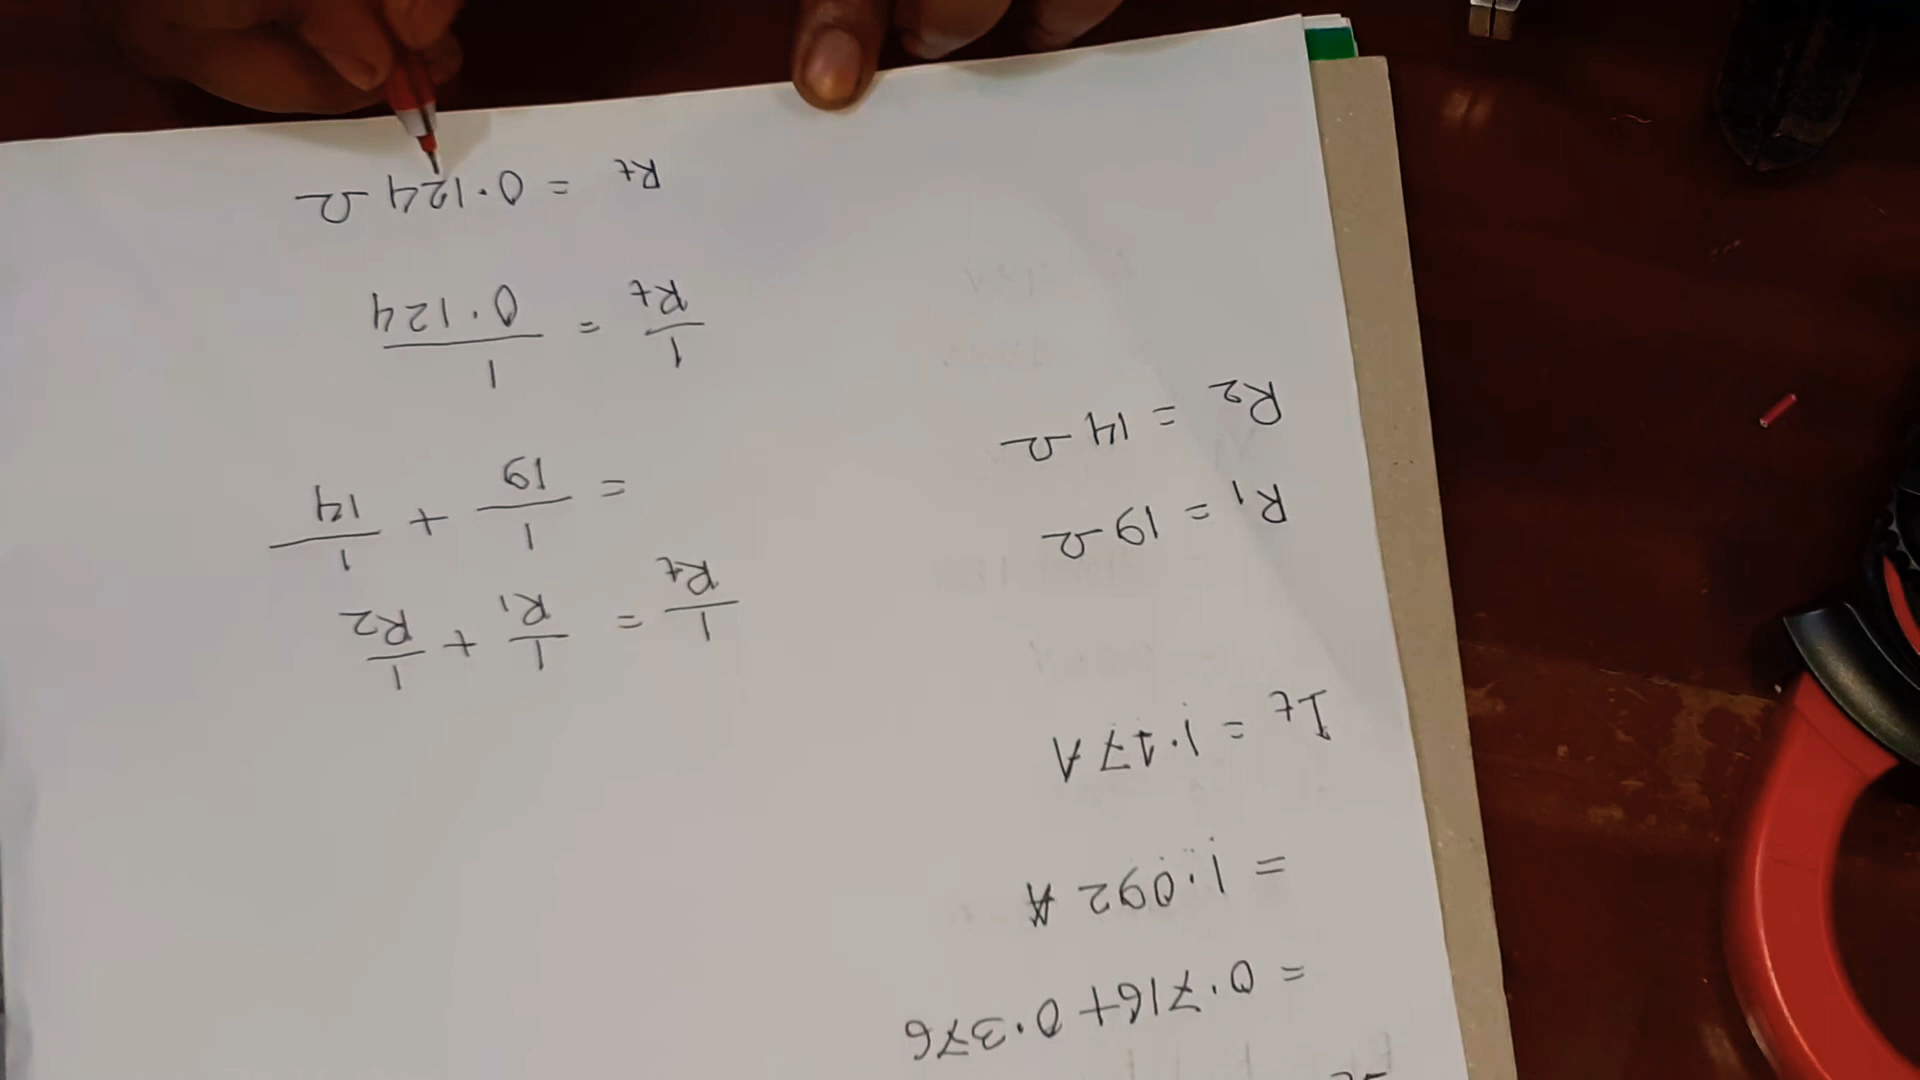 = 0.716 + 0.376
= 1.092 A
It = 1.17A
R1 = 19 Ω
R2 = 14 Ω
1/Rt = 1/R1 + 1/R2
= 1/19 + 1/14
1/Rt = 1/0.124
Rt = 0.124 Ω